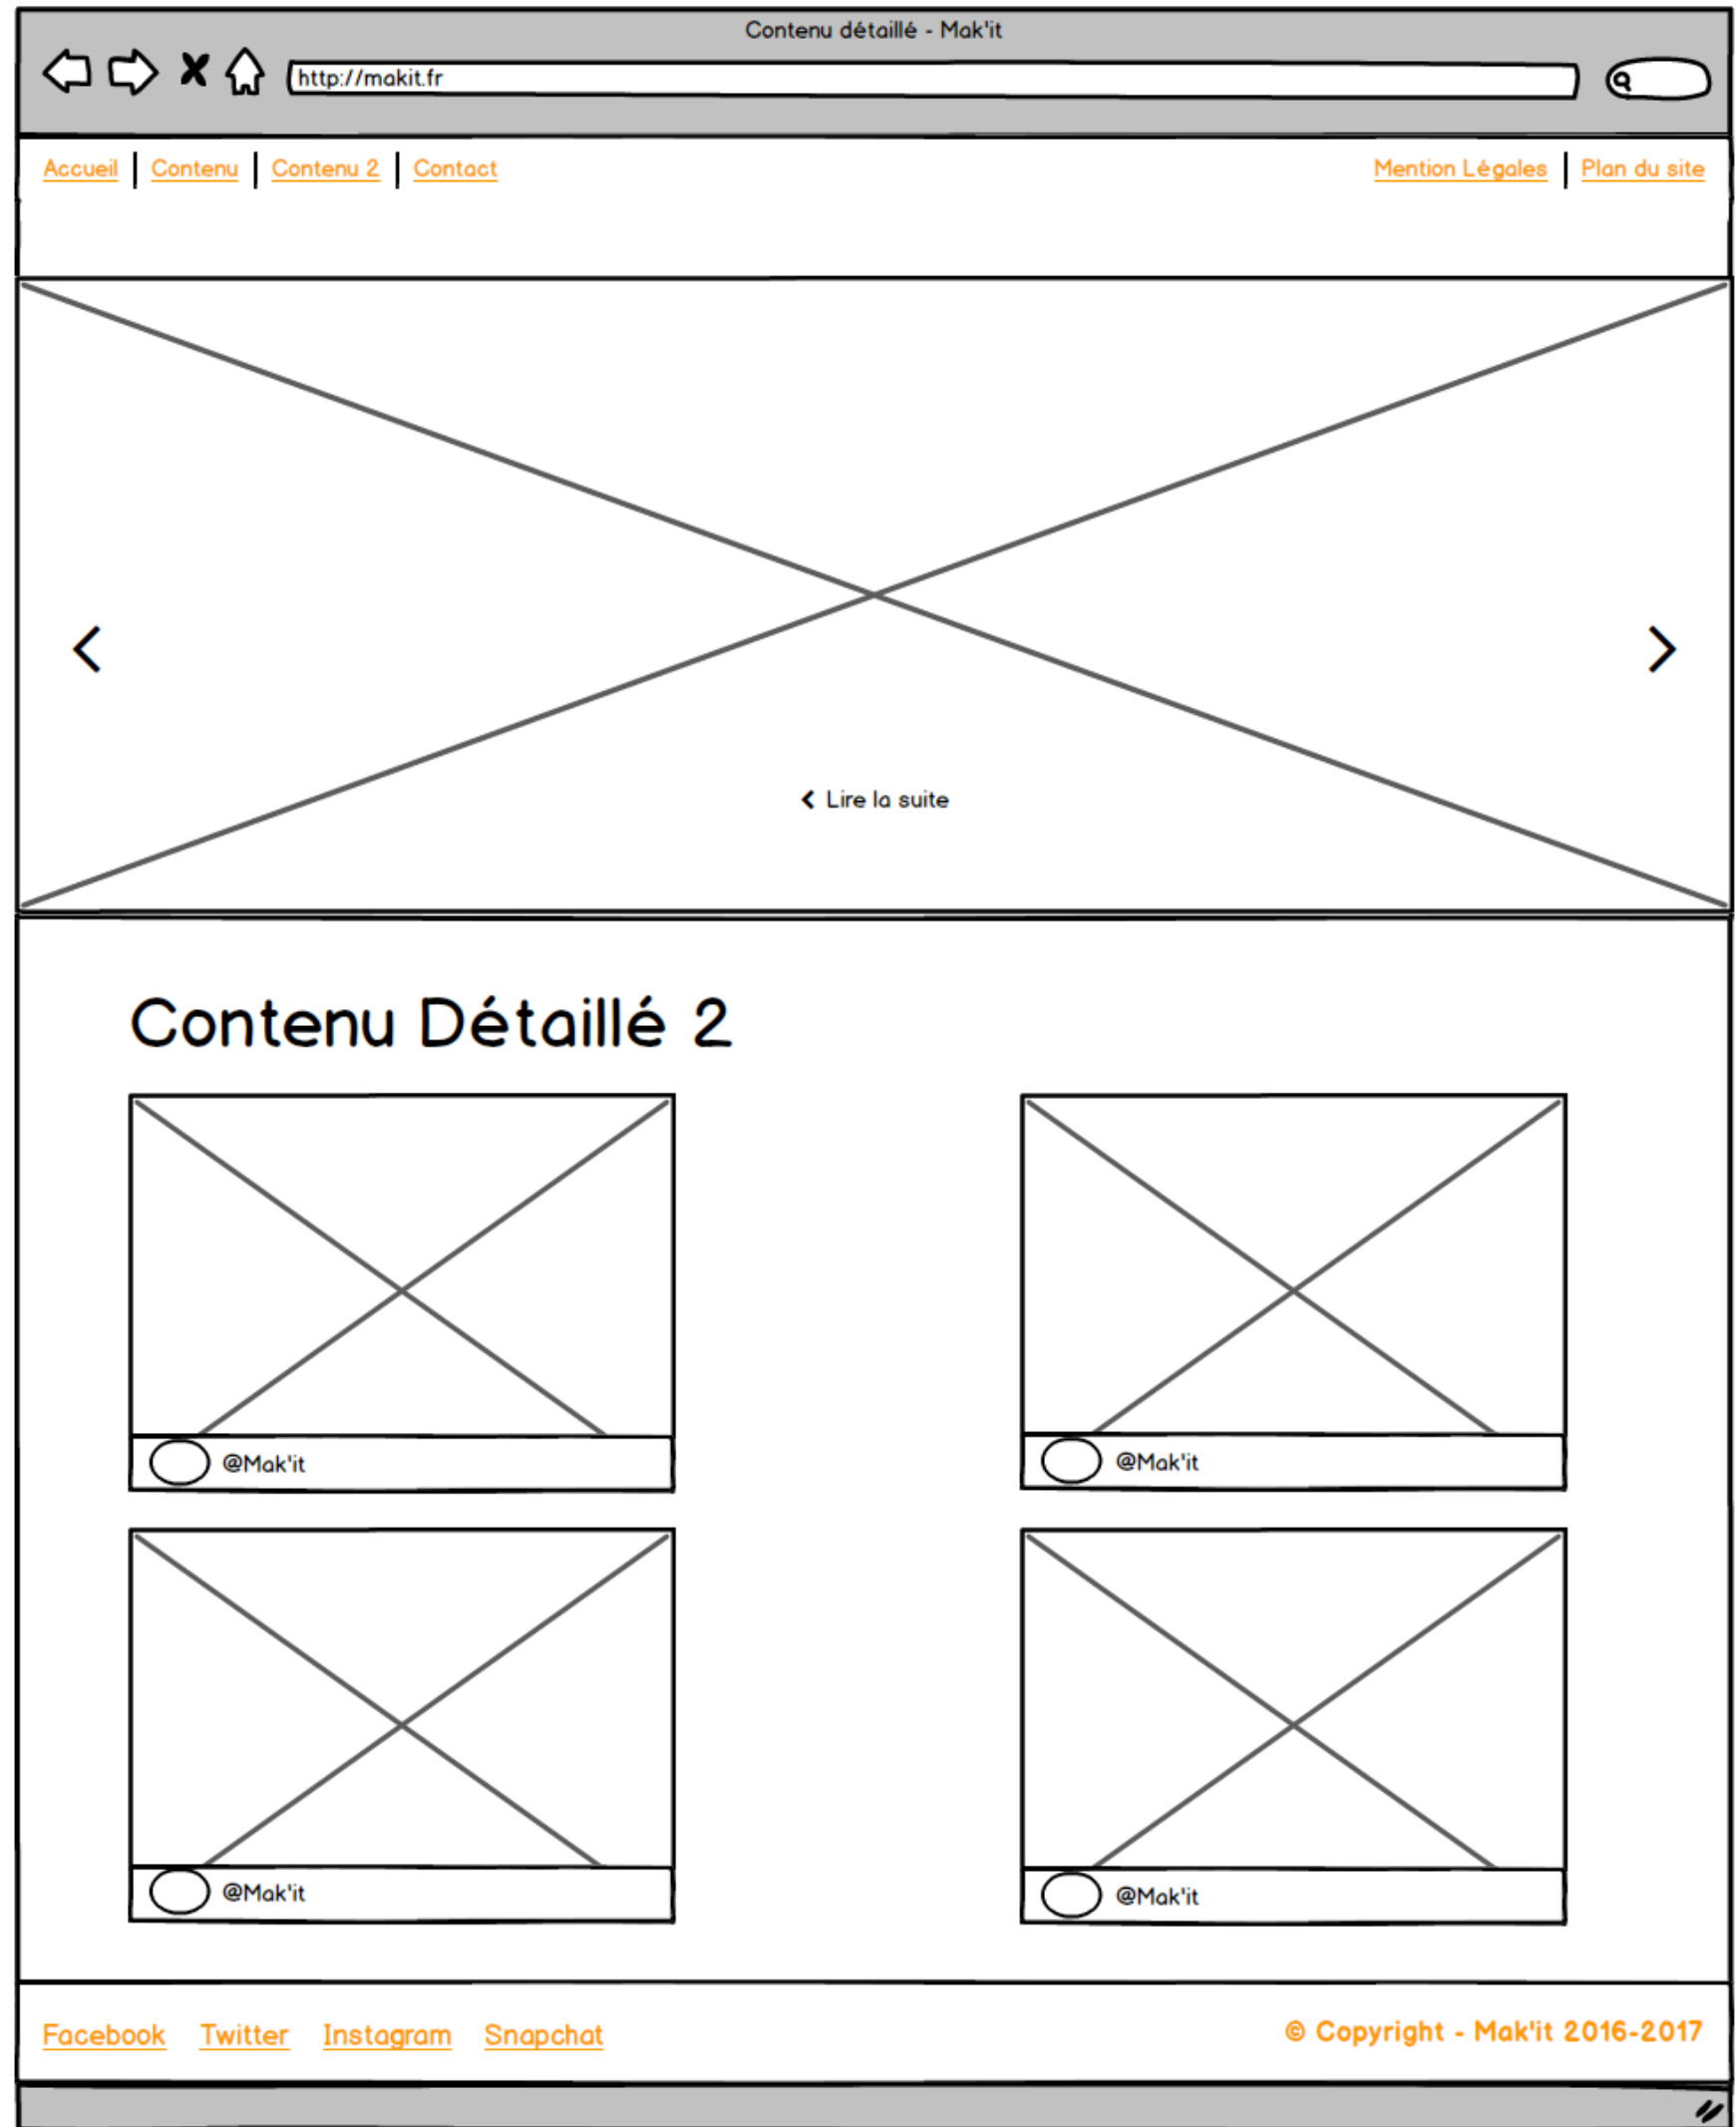 Contenu détaillé - Mak'it
http://makit.fr
Accueil Contenu Contenu 2 Contact Mention Légales Plan du site
Lire la suite
Contenu Détaillé 2
@Mak'it @Mak'it
@Mak'it @Mak'it
Facebook Twitter Instagram Snapchat © Copyright - Mak'it 2016-2017